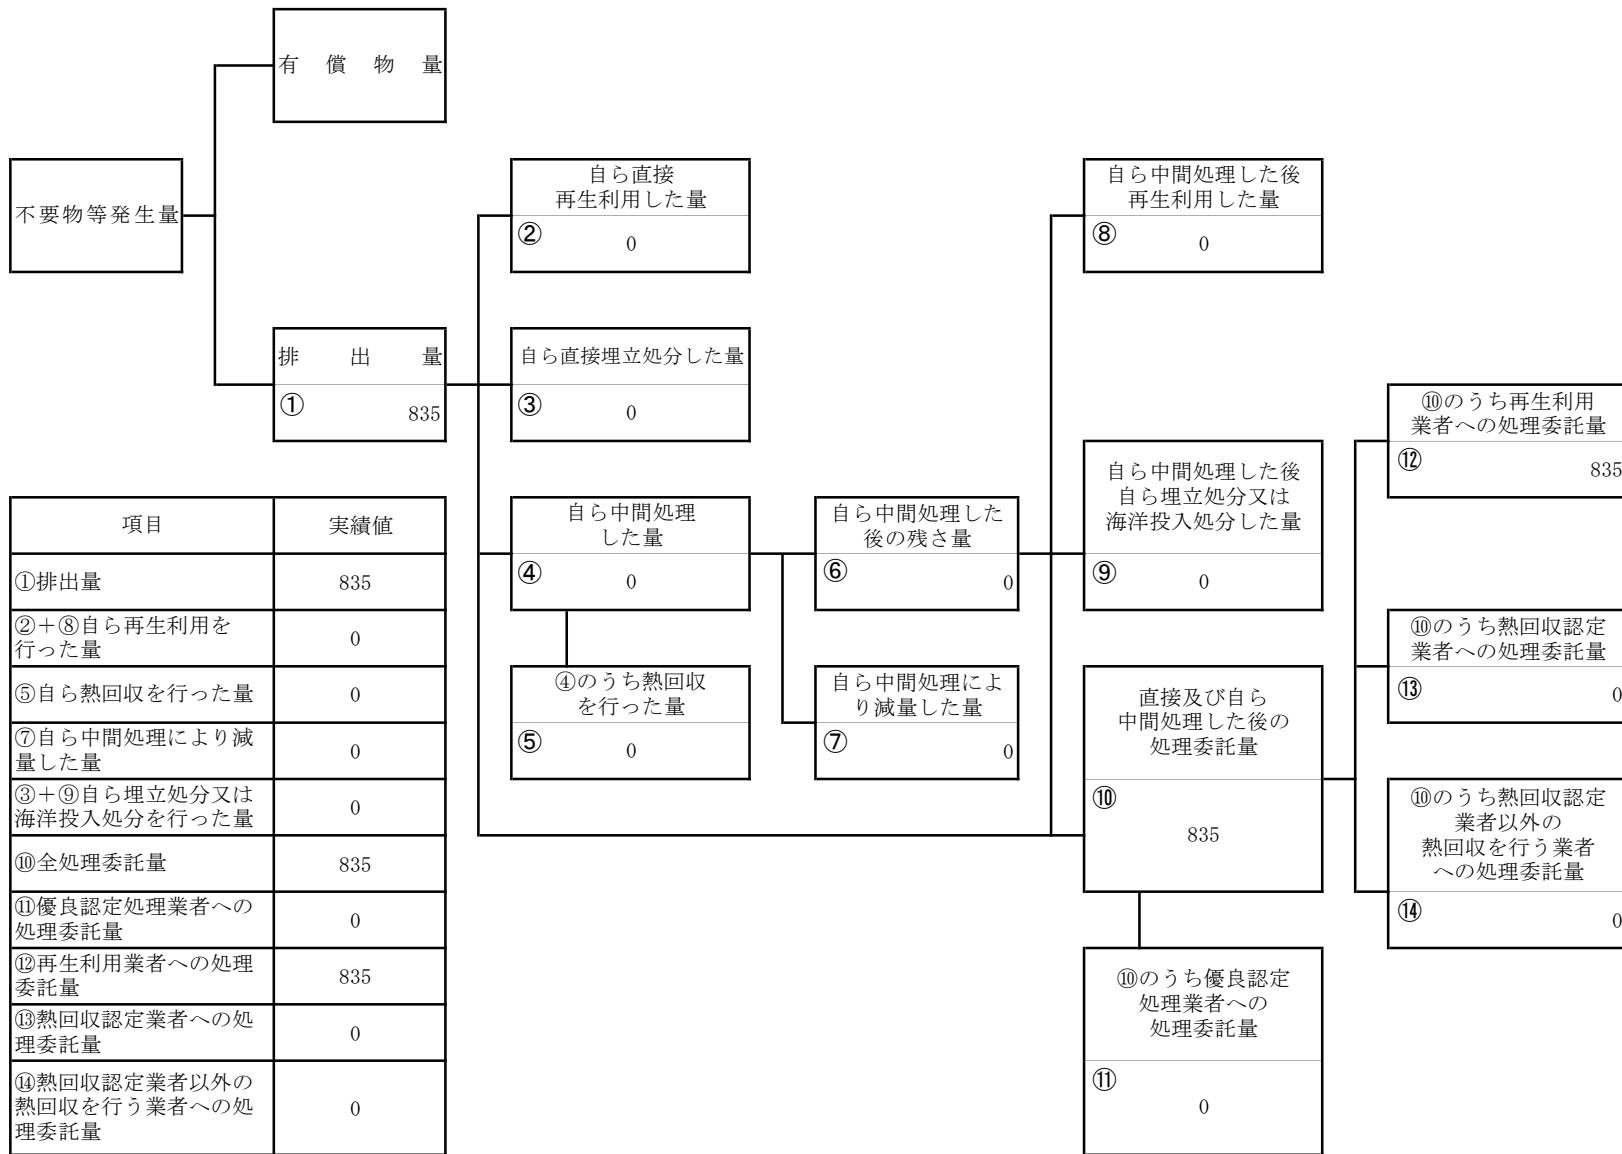 有償物量
不要物等発生量
排出量
① 835
自ら直接
再生利用した量
② 0
自ら直接埋立処分した量
③ 0
自ら中間処理
した量
④ 0
④のうち熱回収
を行った量
⑤ 0
自ら中間処理した
後の残さ量
⑥ 0
自ら中間処理によ
り減量した量
⑦ 0
自ら中間処理した後
再生利用した量
⑧ 0
自ら中間処理した後
自ら埋立処分又は
海洋投入処分した量
⑨ 0
直接及び自ら
中間処理した後の
処理委託量
⑩
835
⑩のうち優良認定
処理業者への
処理委託量
⑪
0
⑩のうち再生利用
業者への処理委託量
⑫ 835
⑩のうち熱回収認定
業者への処理委託量
⑬ 0
⑩のうち熱回収認定
業者以外の
熱回収を行う業者
への処理委託量
⑭ 0
項目 実績値
①排出量 835
②＋⑧自ら再生利用を
行った量 0
⑤自ら熱回収を行った量 0
⑦自ら中間処理により減
量した量 0
③＋⑨自ら埋立処分又は
海洋投入処分を行った量 0
⑩全処理委託量 835
⑪優良認定処理業者への
処理委託量 0
⑫再生利用業者への処理
委託量 835
⑬熱回収認定業者への処
理委託量 0
⑭熱回収認定業者以外の
熱回収を行う業者への処
理委託量 0